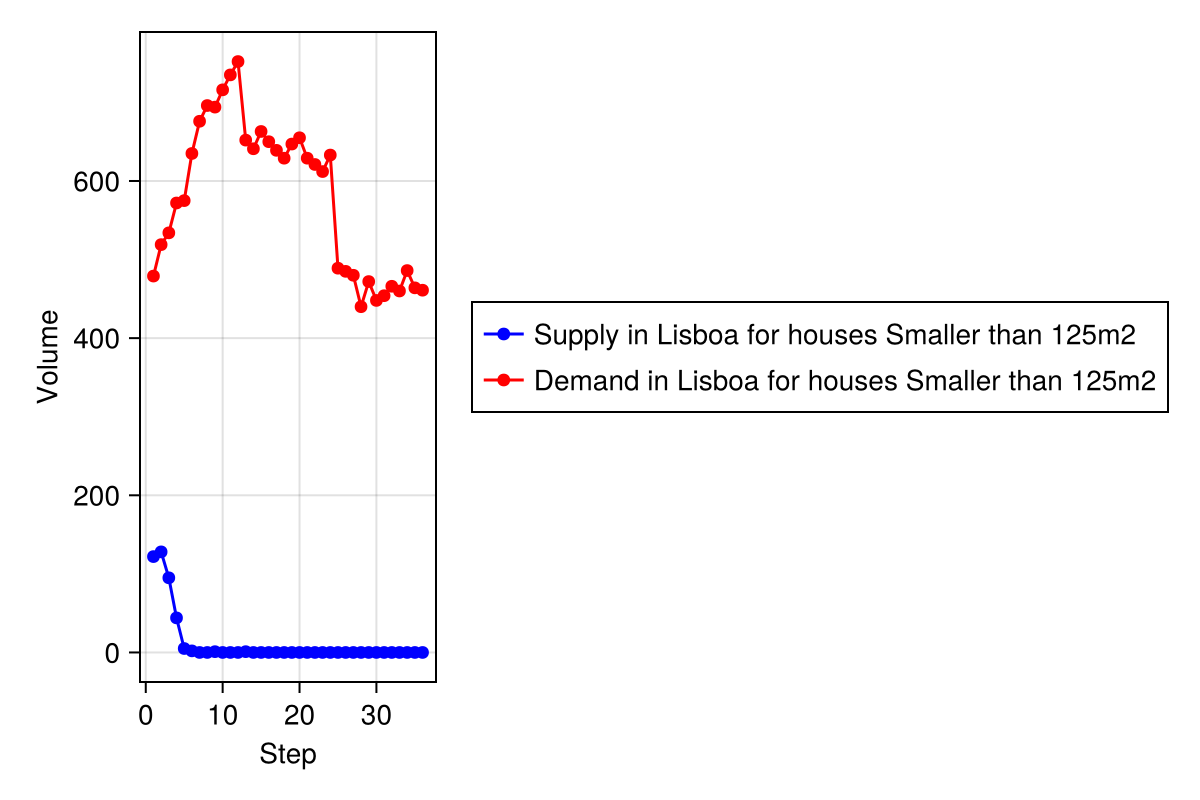 Volume
600
400
200
0
0 10 20 30
Step
Supply in Lisboa for houses Smaller than 125m2
Demand in Lisboa for houses Smaller than 125m2